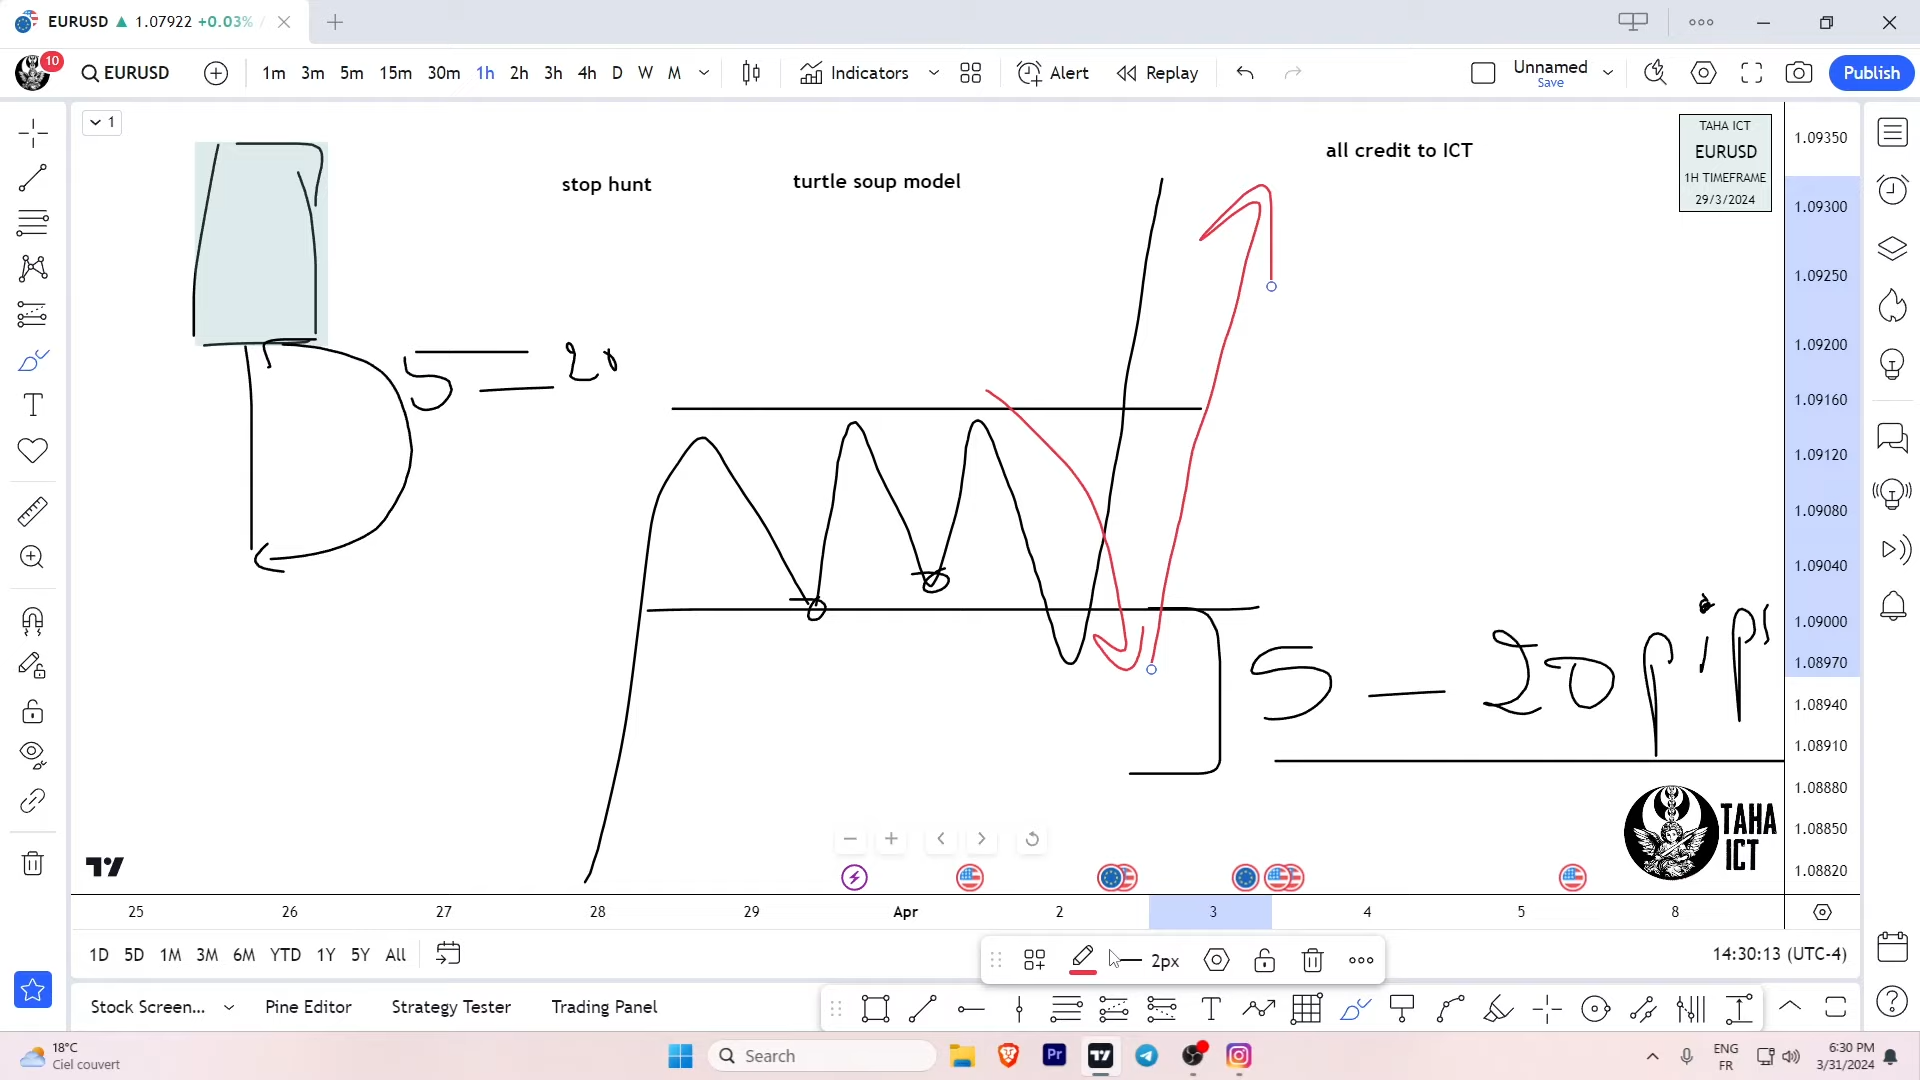 EURUSD ▲ 1.07922 +0.03% /
10
EURUSD
1m 3m 5m 15m 30m 1h 2h 3h 4h D W M
Indicators
Alert
Replay
Unnamed
Save
Publish
1
stop hunt
turtle soup model
all credit to ICT
TAHA ICT
EURUSD
1H TIMEFRAME
29/3/2024
5 — 20
5 — 20 pips
1.09350
1.09300
1.09250
1.09200
1.09160
1.09120
1.09080
1.09040
1.09000
1.08970
1.08940
1.08910
1.08880
1.08850
1.08820
TAHA
ICT
25 26 27 28 29 Apr 2 3 4 5 8
1D 5D 1M 3M 6M YTD 1Y 5Y All
2px
14:30:13 (UTC-4)
Stock Screen...
Pine Editor
Strategy Tester
Trading Panel
18°C
Ciel couvert
Search
Pr
ENG
FR
6:30 PM
3/31/2024